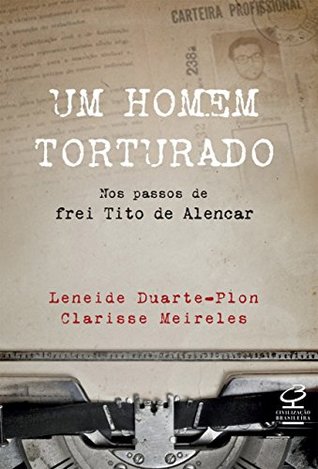 CARTEIRA PROFISSIONAL
238-A
UM HOMEM
TORTURADO
Nos passos de
frei Tito de Alencar
Leneide Duarte-Plon
Clarisse Meireles
CIVILIZAÇÃO
BRASILEIRA